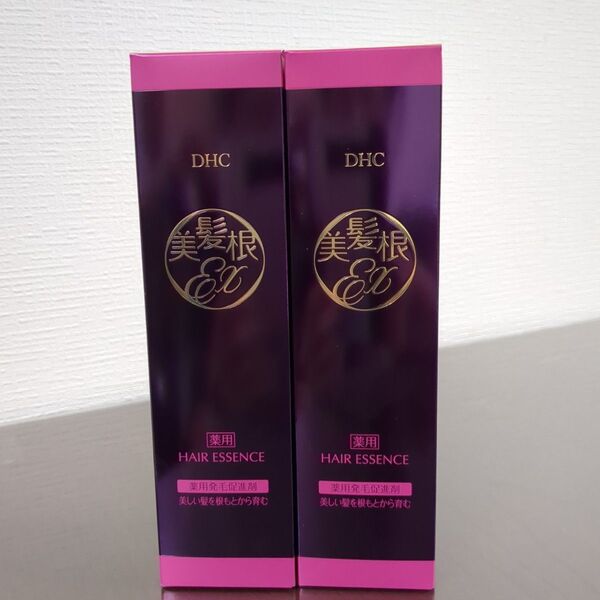 DHC
美髪根
Ex
薬用
HAIR ESSENCE
薬用発毛促進剤
美しい髪を根もとから育む
DHC
美髪根
Ex
薬用
HAIR ESSENCE
薬用発毛促進剤
美しい髪を根もとから育む